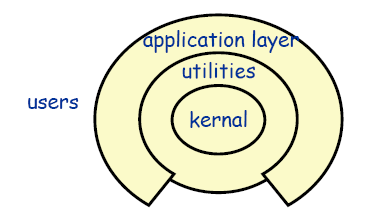 application layer
utilities
users
kernal